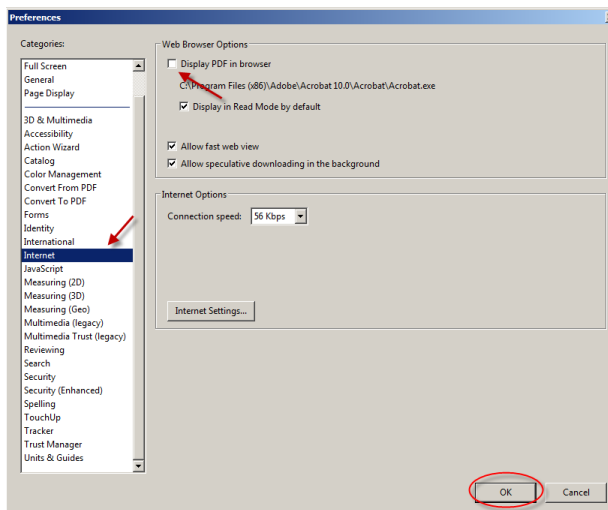 Preferences
Categories:
Full Screen
General
Page Display
3D & Multimedia
Accessibility
Action Wizard
Catalog
Color Management
Convert From PDF
Convert To PDF
Forms
Identity
International
Internet
JavaScript
Measuring (2D)
Measuring (3D)
Measuring (Geo)
Multimedia (legacy)
Multimedia Trust (legacy)
Reviewing
Search
Security
Security (Enhanced)
Spelling
TouchUp
Tracker
Trust Manager
Units & Guides
Web Browser Options
Display PDF in browser
C:\Program Files (x86)\Adobe\Acrobat 10.0\Acrobat\Acrobat.exe
Display in Read Mode by default
Allow fast web view
Allow speculative downloading in the background
Internet Options
Connection speed: 56 Kbps
Internet Settings...
OK Cancel